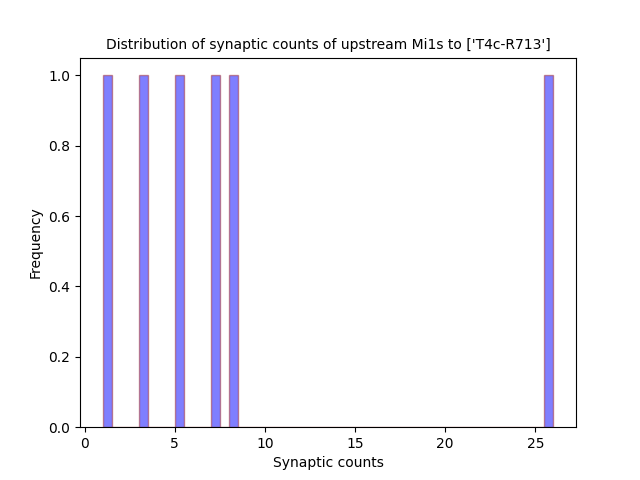 Distribution of synaptic counts of upstream Mi1s to ['T4c-R713']
1.0
0.8
0.6
0.4
0.2
0.0
Frequency
0 5 10 15 20 25
Synaptic counts